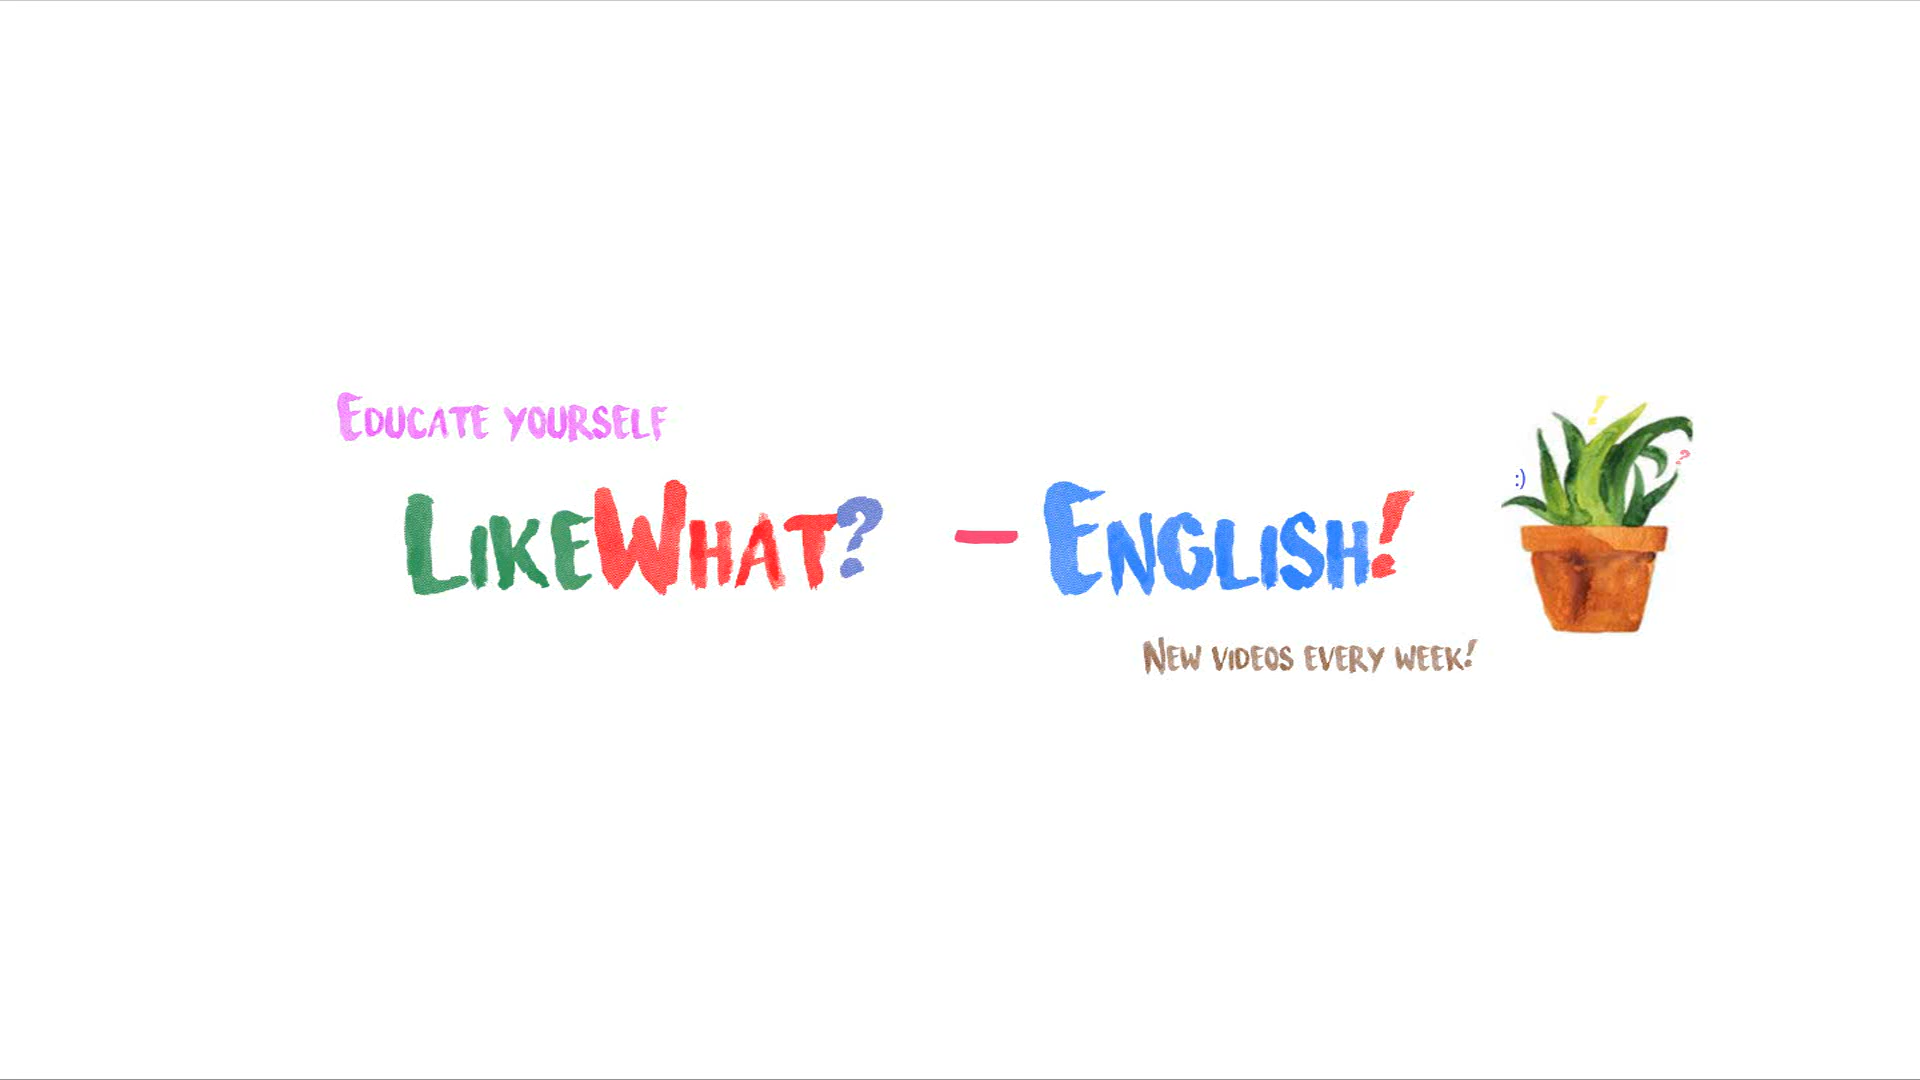 Educate yourself
LikeWhat? – English!
New videos every week!
!
?
:)